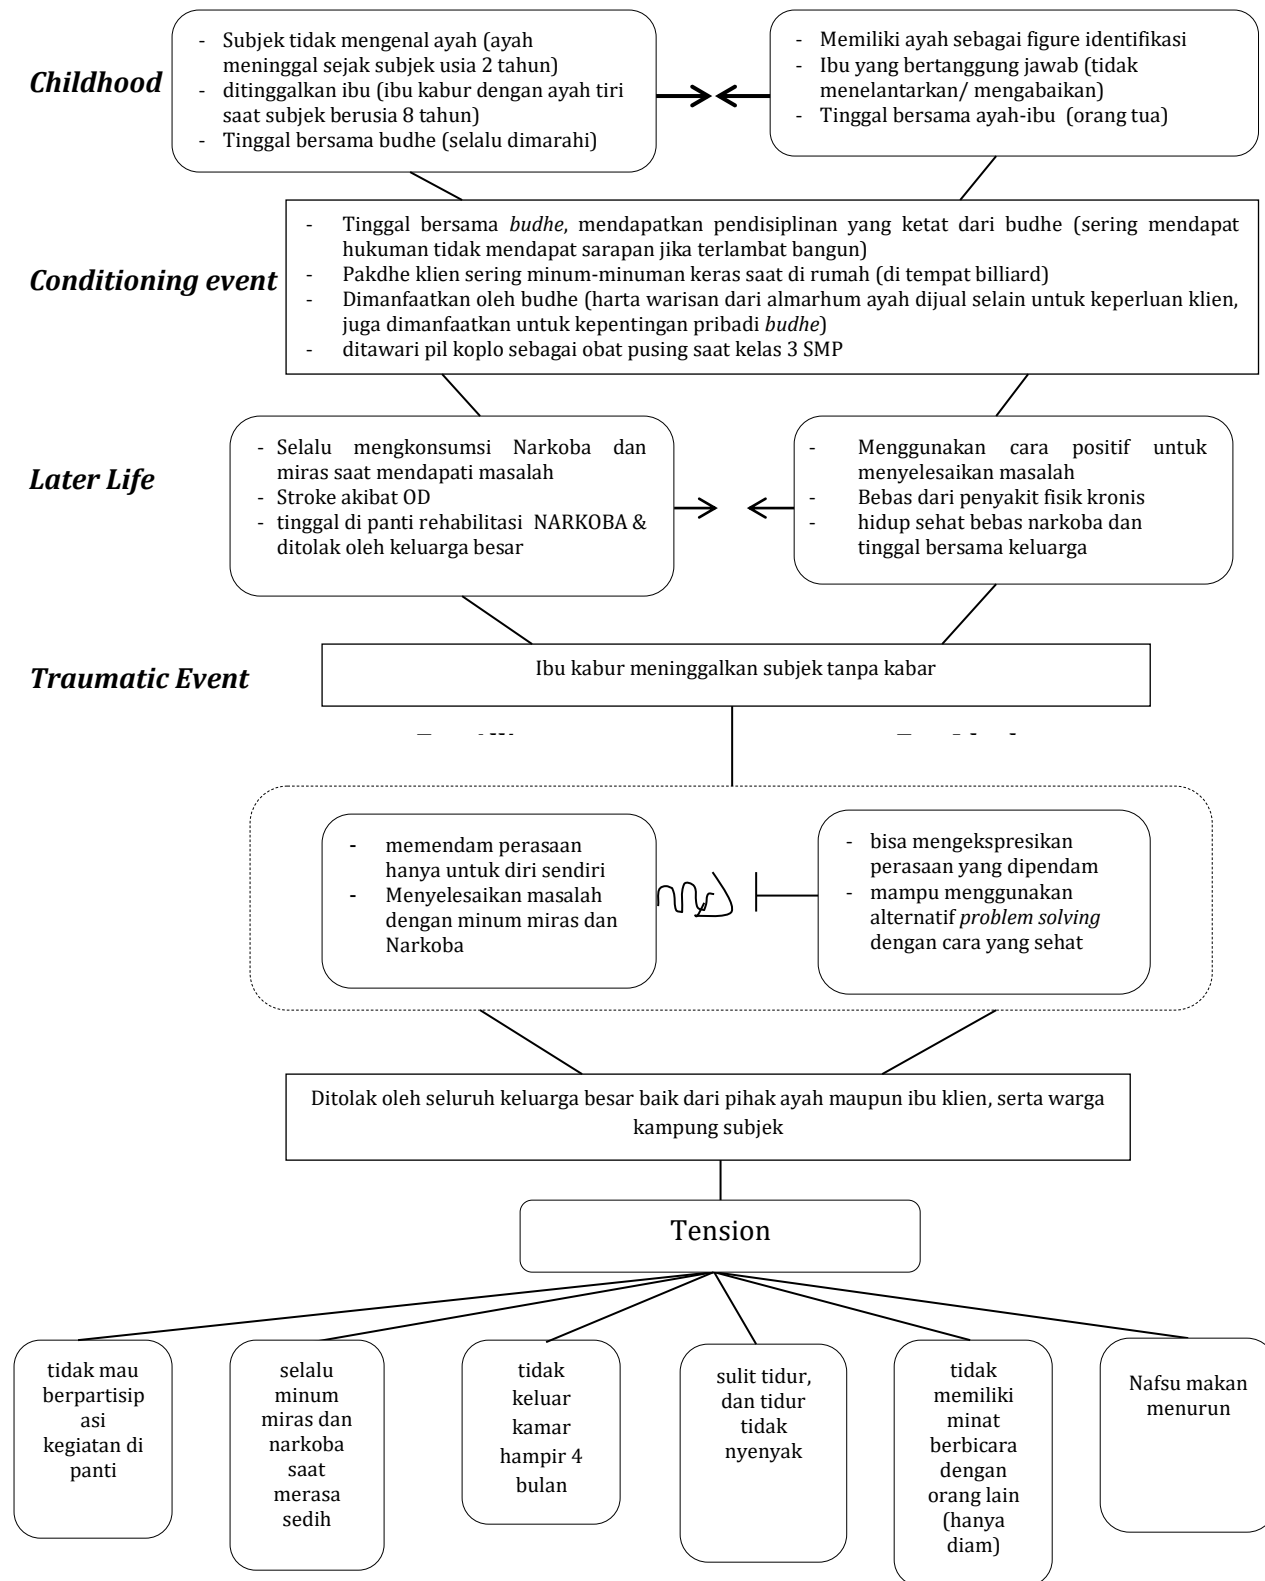 Childhood
- Subjek tidak mengenal ayah (ayah
meninggal sejak subjek usia 2 tahun)
- ditinggalkan ibu (ibu kabur dengan ayah tiri
saat subjek berusia 8 tahun)
- Tinggal bersama budhe (selalu dimarahi)
- Memiliki ayah sebagai figure identifikasi
- Ibu yang bertanggung jawab (tidak
menelantarkan/ mengabaikan)
- Tinggal bersama ayah-ibu (orang tua)
Conditioning event
- Tinggal bersama budhe, mendapatkan pendisiplinan yang ketat dari budhe (sering mendapat
hukuman tidak mendapat sarapan jika terlambat bangun)
- Pakdhe klien sering minum-minuman keras saat di rumah (di tempat billiard)
- Dimanfaatkan oleh budhe (harta warisan dari almarhum ayah dijual selain untuk keperluan klien,
juga dimanfaatkan untuk kepentingan pribadi budhe)
- ditawari pil koplo sebagai obat pusing saat kelas 3 SMP
Later Life
- Selalu mengkonsumsi Narkoba dan
miras saat mendapati masalah
- Stroke akibat OD
- tinggal di panti rehabilitasi NARKOBA &
ditolak oleh keluarga besar
- Menggunakan cara positif untuk
menyelesaikan masalah
- Bebas dari penyakit fisik kronis
- hidup sehat bebas narkoba dan
tinggal bersama keluarga
Traumatic Event
Ibu kabur meninggalkan subjek tanpa kabar
- memendam perasaan
hanya untuk diri sendiri
- Menyelesaikan masalah
dengan minum miras dan
Narkoba
- bisa mengekspresikan
perasaan yang dipendam
- mampu menggunakan
alternatif problem solving
dengan cara yang sehat
Ditolak oleh seluruh keluarga besar baik dari pihak ayah maupun ibu klien, serta warga
kampung subjek
Tension
tidak mau
berpartisip
asi
kegiatan di
panti
selalu
minum
miras dan
narkoba
saat
merasa
sedih
tidak
keluar
kamar
hampir 4
bulan
sulit tidur,
dan tidur
tidak
nyenyak
tidak
memiliki
minat
berbicara
dengan
orang lain
(hanya
diam)
Nafsu makan
menurun